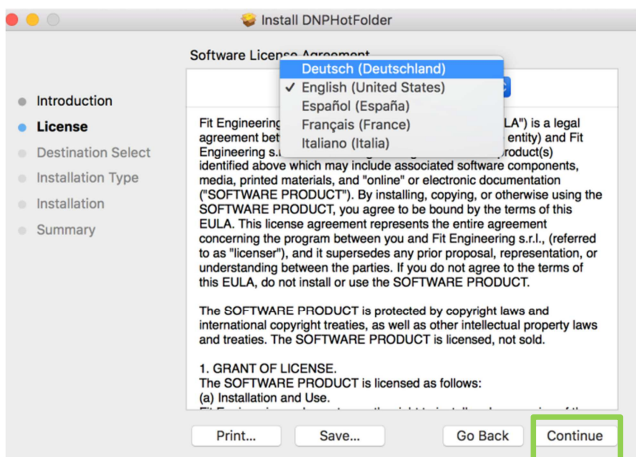 Install DNPHotFolder
Software License Agreement
Introduction
License
Destination Select
Installation Type
Installation
Summary
Deutsch (Deutschland)
✓ English (United States)
Español (España)
Français (France)
Italiano (Italia)
Fit Engineering LA") is a legal
agreement bet entity) and Fit
Engineering s.r. product(s)
identified above which may include associated software components,
media, printed materials, and "online" or electronic documentation
("SOFTWARE PRODUCT"). By installing, copying, or otherwise using the
SOFTWARE PRODUCT, you agree to be bound by the terms of this
EULA. This license agreement represents the entire agreement
concerning the program between you and Fit Engineering s.r.l., (referred
to as "licenser"), and it supersedes any prior proposal, representation, or
understanding between the parties. If you do not agree to the terms of
this EULA, do not install or use the SOFTWARE PRODUCT.
The SOFTWARE PRODUCT is protected by copyright laws and
international copyright treaties, as well as other intellectual property laws
and treaties. The SOFTWARE PRODUCT is licensed, not sold.
1. GRANT OF LICENSE.
The SOFTWARE PRODUCT is licensed as follows:
(a) Installation and Use.
Print...
Save...
Go Back
Continue